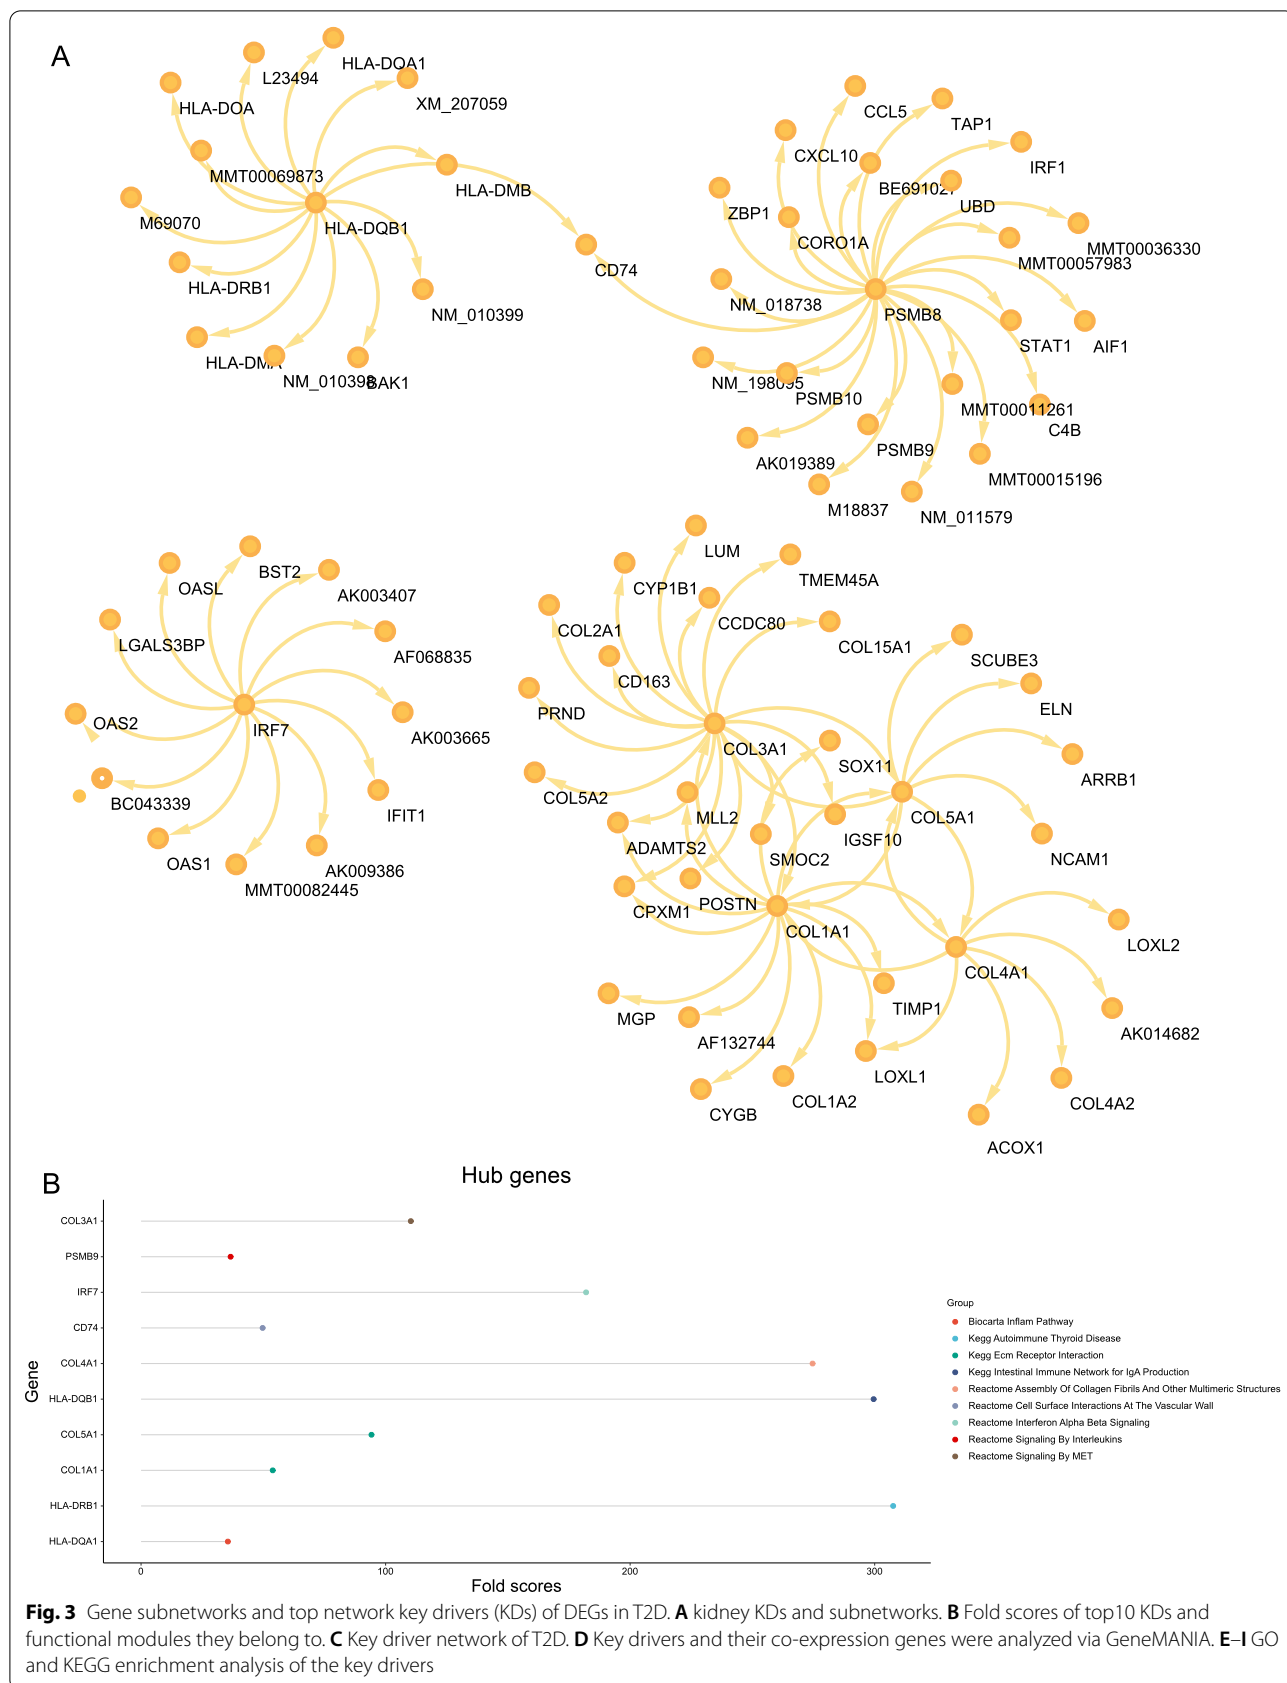 A
HLA-DQA1
L23494
XM_207059
HLA-DOA
MMT00069873
HLA-DMB
M69070
HLA-DQB1
CD74
HLA-DRB1
NM_010399
HLA-DMA
NM_010398
BAK1
CCL5
TAP1
CXCL10
IRF1
BE691027
UBD
ZBP1
CORO1A
MMT00036330
MMT00057983
NM_018738
PSMB8
STAT1
AIF1
NM_198095
PSMB10
MMT00011261
C4B
PSMB9
AK019389
MMT00015196
M18837
NM_011579
BST2
OASL
AK003407
LGALS3BP
AF068835
OAS2
IRF7
AK003665
BC043339
IFIT1
OAS1
AK009386
MMT00082445
LUM
TMEM45A
CYP1B1
CCDC80
COL2A1
COL15A1
SCUBE3
CD163
PRND
ELN
COL3A1
SOX11
ARRB1
COL5A2
MLL2
COL5A1
IGSF10
ADAMTS2
SMOC2
NCAM1
CPXM1
POSTN
COL1A1
LOXL2
COL4A1
TIMP1
MGP
AF132744
AK014682
LOXL1
COL1A2
COL4A2
CYGB
ACOX1
B
Hub genes
Gene
COL3A1
PSMB9
IRF7
CD74
COL4A1
HLA-DQB1
COL5A1
COL1A1
HLA-DRB1
HLA-DQA1
0 100 200 300
Fold scores
Group
Biocarta Inflam Pathway
Kegg Autoimmune Thyroid Disease
Kegg Ecm Receptor Interaction
Kegg Intestinal Immune Network for IgA Production
Reactome Assembly Of Collagen Fibrils And Other Multimeric Structures
Reactome Cell Surface Interactions At The Vascular Wall
Reactome Interferon Alpha Beta Signaling
Reactome Signaling By Interleukins
Reactome Signaling By MET
Fig. 3 Gene subnetworks and top network key drivers (KDs) of DEGs in T2D. A kidney KDs and subnetworks. B Fold scores of top10 KDs and
functional modules they belong to. C Key driver network of T2D. D Key drivers and their co-expression genes were analyzed via GeneMANIA. E–I GO
and KEGG enrichment analysis of the key drivers